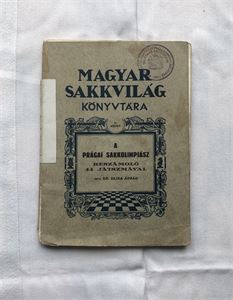 MAGYAR
SAKKVILÁG
KÖNYVTÁRA
A
PRÁGAI SAKKOLIMPIÁSZ
BESZÁMOLÓ
44 JÁTSZMÁVAL